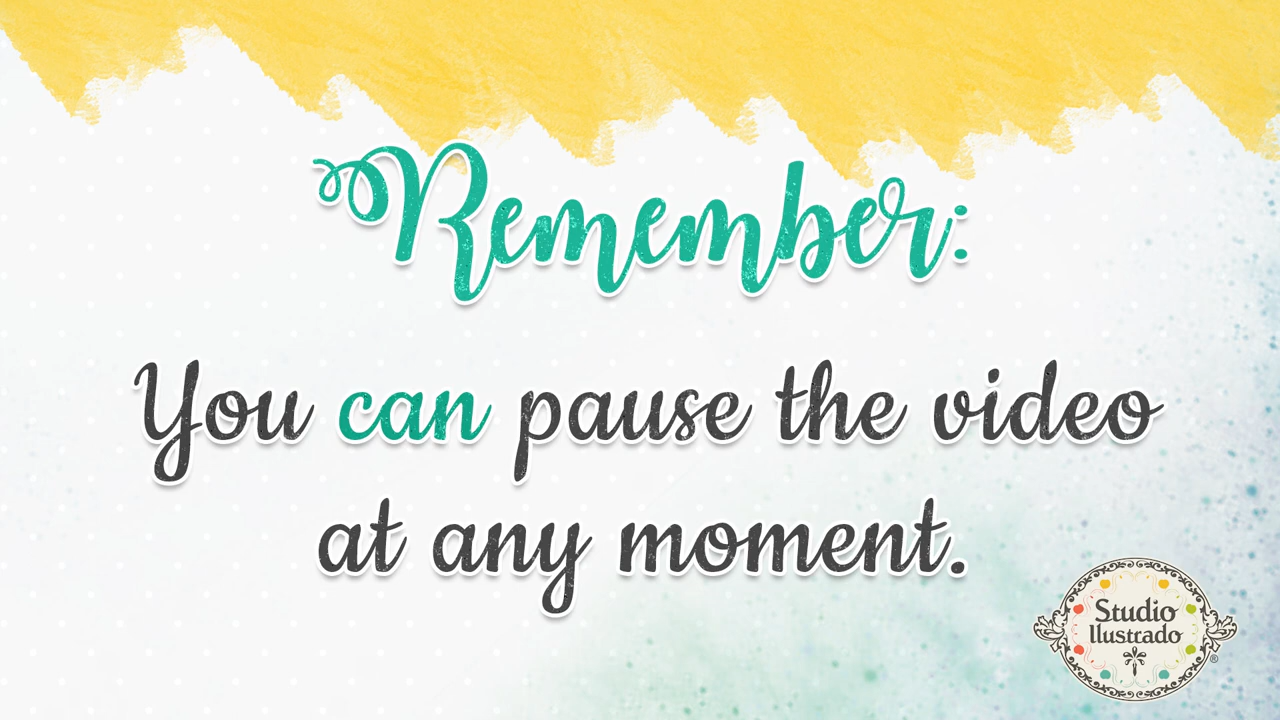 Remember:
You can pause the video
at any moment.
Studio
Ilustrado
®